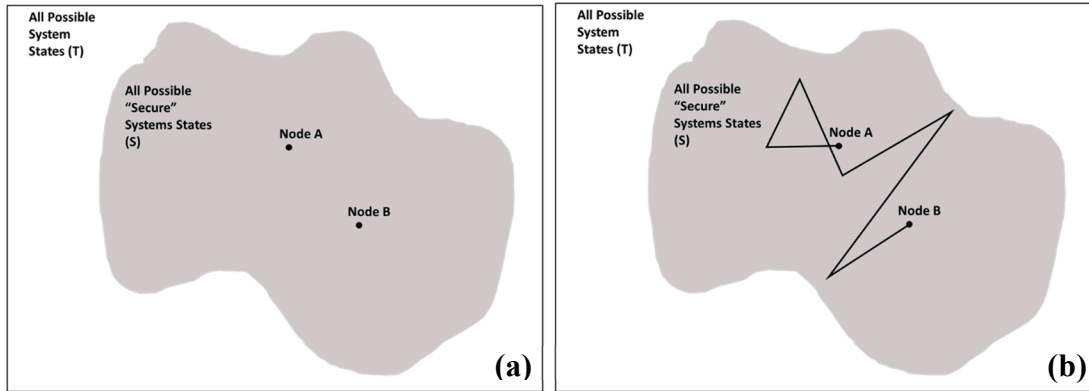 All Possible
System
States (T)
All Possible
“Secure”
Systems States
(S)
Node A
Node B
(a)
All Possible
System
States (T)
All Possible
“Secure”
Systems States
(S)
Node A
Node B
(b)